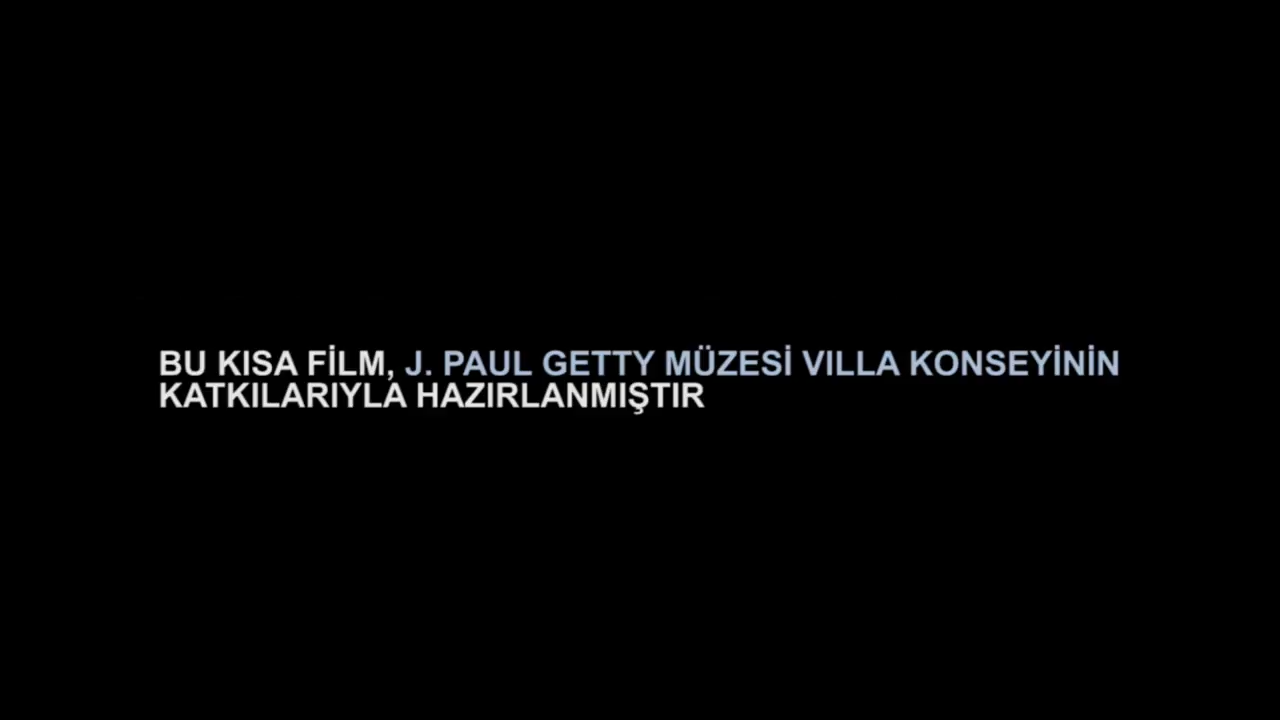 BU KISA FİLM, J. PAUL GETTY MÜZESİ VILLA KONSEYİNİN
KATKILARIYLA HAZIRLANMIŞTIR